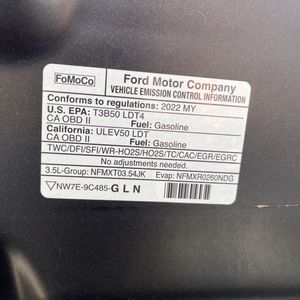 FoMoCo
Ford Motor Company
VEHICLE EMISSION CONTROL INFORMATION
Conforms to regulations: 2022 MY
U.S. EPA: T3B50 LDT4
CA OBD II Fuel: Gasoline
California: ULEV50 LDT
CA OBD II Fuel: Gasoline
TWC/DFI/SFI/WR-HO2S/HO2S/TC/CAC/EGR/EGRC
No adjustments needed.
3.5L-Group: NFMXT03.54JK Evap: NFMXR0260NDG
NW7E-9C485-G L N